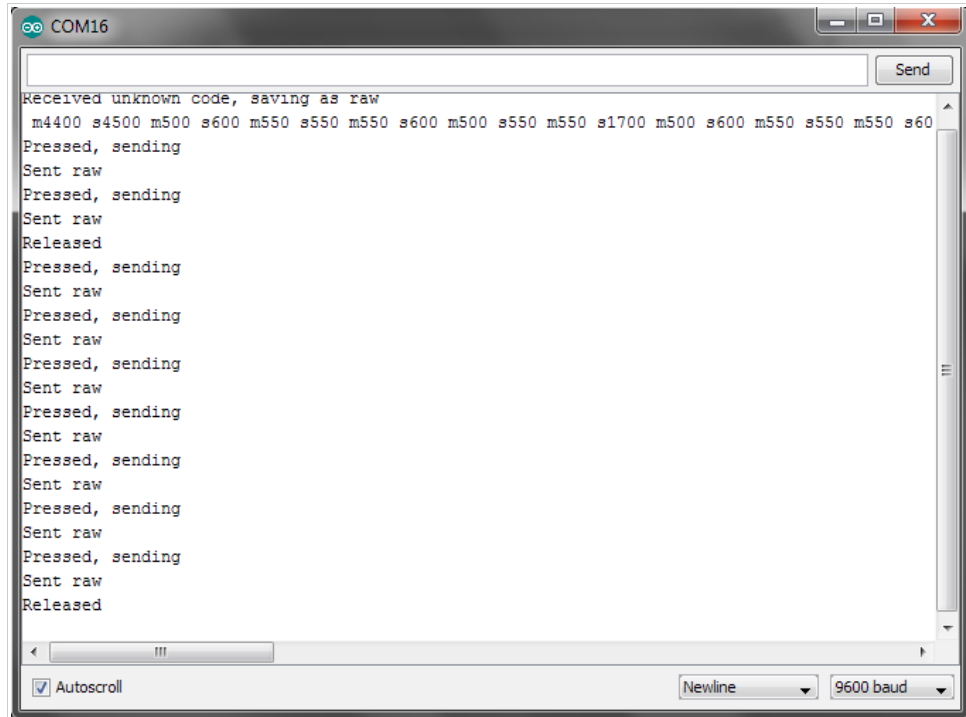 COM16
Send
Received unknown code, saving as raw
m4400 s4500 m500 s600 m550 s550 m550 s600 m500 s550 m550 s1700 m500 s600 m550 s550 m550 s60
Pressed, sending
Sent raw
Pressed, sending
Sent raw
Released
Pressed, sending
Sent raw
Pressed, sending
Sent raw
Pressed, sending
Sent raw
Pressed, sending
Sent raw
Pressed, sending
Sent raw
Pressed, sending
Sent raw
Pressed, sending
Sent raw
Released
Autoscroll
Newline
9600 baud